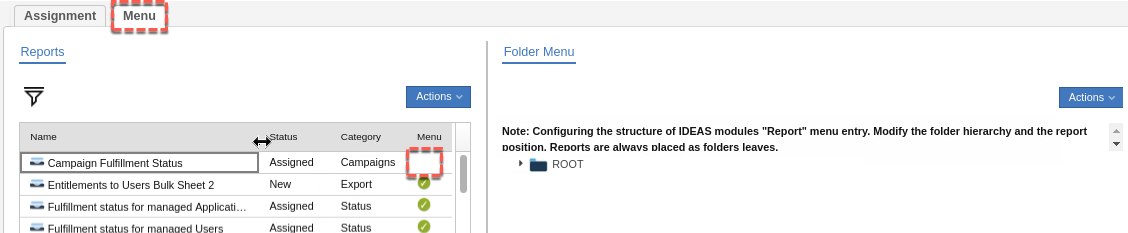 Assignment Menu
Reports
Folder Menu
Actions
Actions
Name Status Category Menu
Campaign Fulfillment Status Assigned Campaigns
Entitlements to Users Bulk Sheet 2 New Export
Fulfillment status for managed Applicati... Assigned Status
Fulfillment status for managed Users Assigned Status
Note: Configuring the structure of IDEAS modules "Report" menu entry. Modify the folder hierarchy and the report
position. Reports are always placed as folders leaves.
ROOT